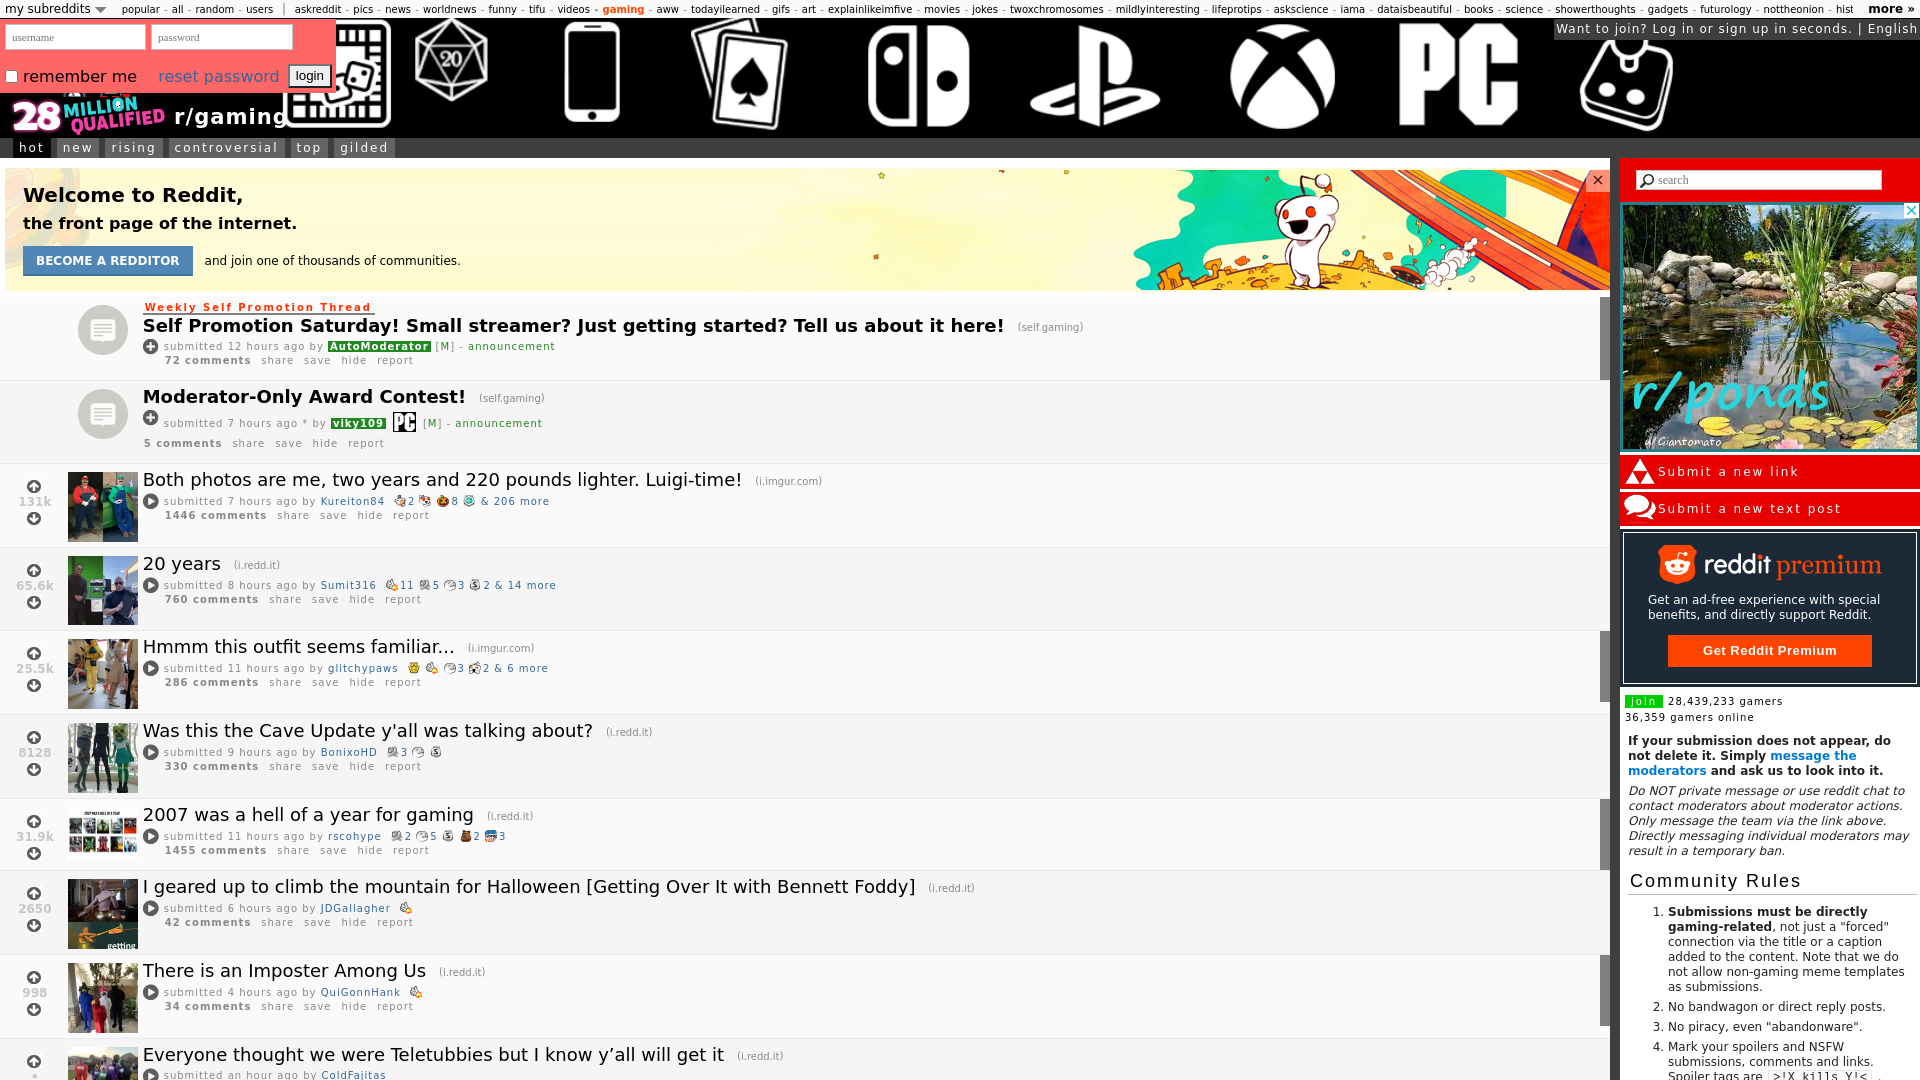 my subreddits popular - all - random - users | askreddit - pics - news - worldnews - funny - tifu - videos - gaming - aww - todayilearned - gifs - art - explainlikeimfive - movies - jokes - twoxchromosomes - mildlyinteresting - lifeprotips - askscience - iama - dataisbeautiful - books - science - showerthoughts - gadgets - futurology - nottheonion - hist more »
username password
Want to join? Log in or sign up in seconds. | English
remember me reset password login
20
PC
28 MILLION QUALIFIED r/gaming
hot new rising controversial top gilded
Welcome to Reddit,
the front page of the internet.
BECOME A REDDITOR and join one of thousands of communities.
Weekly Self Promotion Thread
Self Promotion Saturday! Small streamer? Just getting started? Tell us about it here! (self.gaming)
submitted 12 hours ago by AutoModerator [M] - announcement
72 comments share save hide report
Moderator-Only Award Contest! (self.gaming)
submitted 7 hours ago * by viky109 PC [M] - announcement
5 comments share save hide report
131k
Both photos are me, two years and 220 pounds lighter. Luigi-time! (i.imgur.com)
submitted 7 hours ago by Kureiton84 2 8 & 206 more
1446 comments share save hide report
65.6k
20 years (i.redd.it)
submitted 8 hours ago by Sumit316 11 5 3 2 & 14 more
760 comments share save hide report
25.5k
Hmmm this outfit seems familiar... (i.imgur.com)
submitted 11 hours ago by glitchypaws 3 2 & 6 more
286 comments share save hide report
8128
Was this the Cave Update y'all was talking about? (i.redd.it)
submitted 9 hours ago by BonixoHD 3
330 comments share save hide report
31.9k
2007 was a hell of a year for gaming (i.redd.it)
submitted 11 hours ago by rscohype 2 5 2 3
1455 comments share save hide report
2650
getting
I geared up to climb the mountain for Halloween [Getting Over It with Bennett Foddy] (i.redd.it)
submitted 6 hours ago by JDGallagher
42 comments share save hide report
998
There is an Imposter Among Us (i.redd.it)
submitted 4 hours ago by QuiGonnHank
34 comments share save hide report
•
Everyone thought we were Teletubbies but I know y’all will get it (i.redd.it)
submitted an hour ago by ColdFajitas
search
r/ponds
u/Giantomato
Submit a new link
Submit a new text post
reddit premium
Get an ad-free experience with special
benefits, and directly support Reddit.
Get Reddit Premium
join 28,439,233 gamers
36,359 gamers online
If your submission does not appear, do
not delete it. Simply message the
moderators and ask us to look into it.
Do NOT private message or use reddit chat to
contact moderators about moderator actions.
Only message the team via the link above.
Directly messaging individual moderators may
result in a temporary ban.
Community Rules
1. Submissions must be directly
gaming-related, not just a "forced"
connection via the title or a caption
added to the content. Note that we do
not allow non-gaming meme templates
as submissions.
2. No bandwagon or direct reply posts.
3. No piracy, even "abandonware".
4. Mark your spoilers and NSFW
submissions, comments and links.
Spoiler tags are >!X kills Y!< .